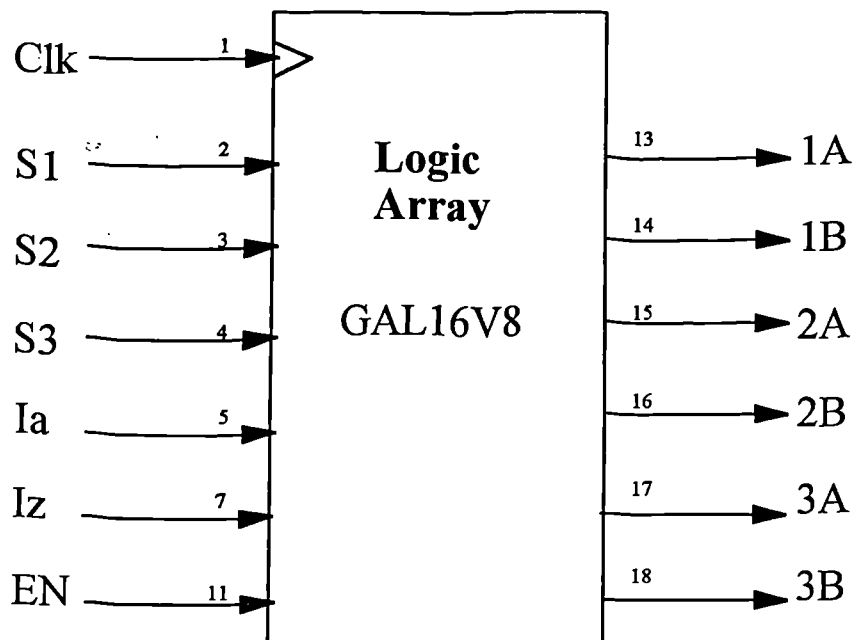 Clk 1
S1 2
S2 3
S3 4
Ia 5
Iz 7
EN 11
Logic
Array
GAL16V8
13 1A
14 1B
15 2A
16 2B
17 3A
18 3B